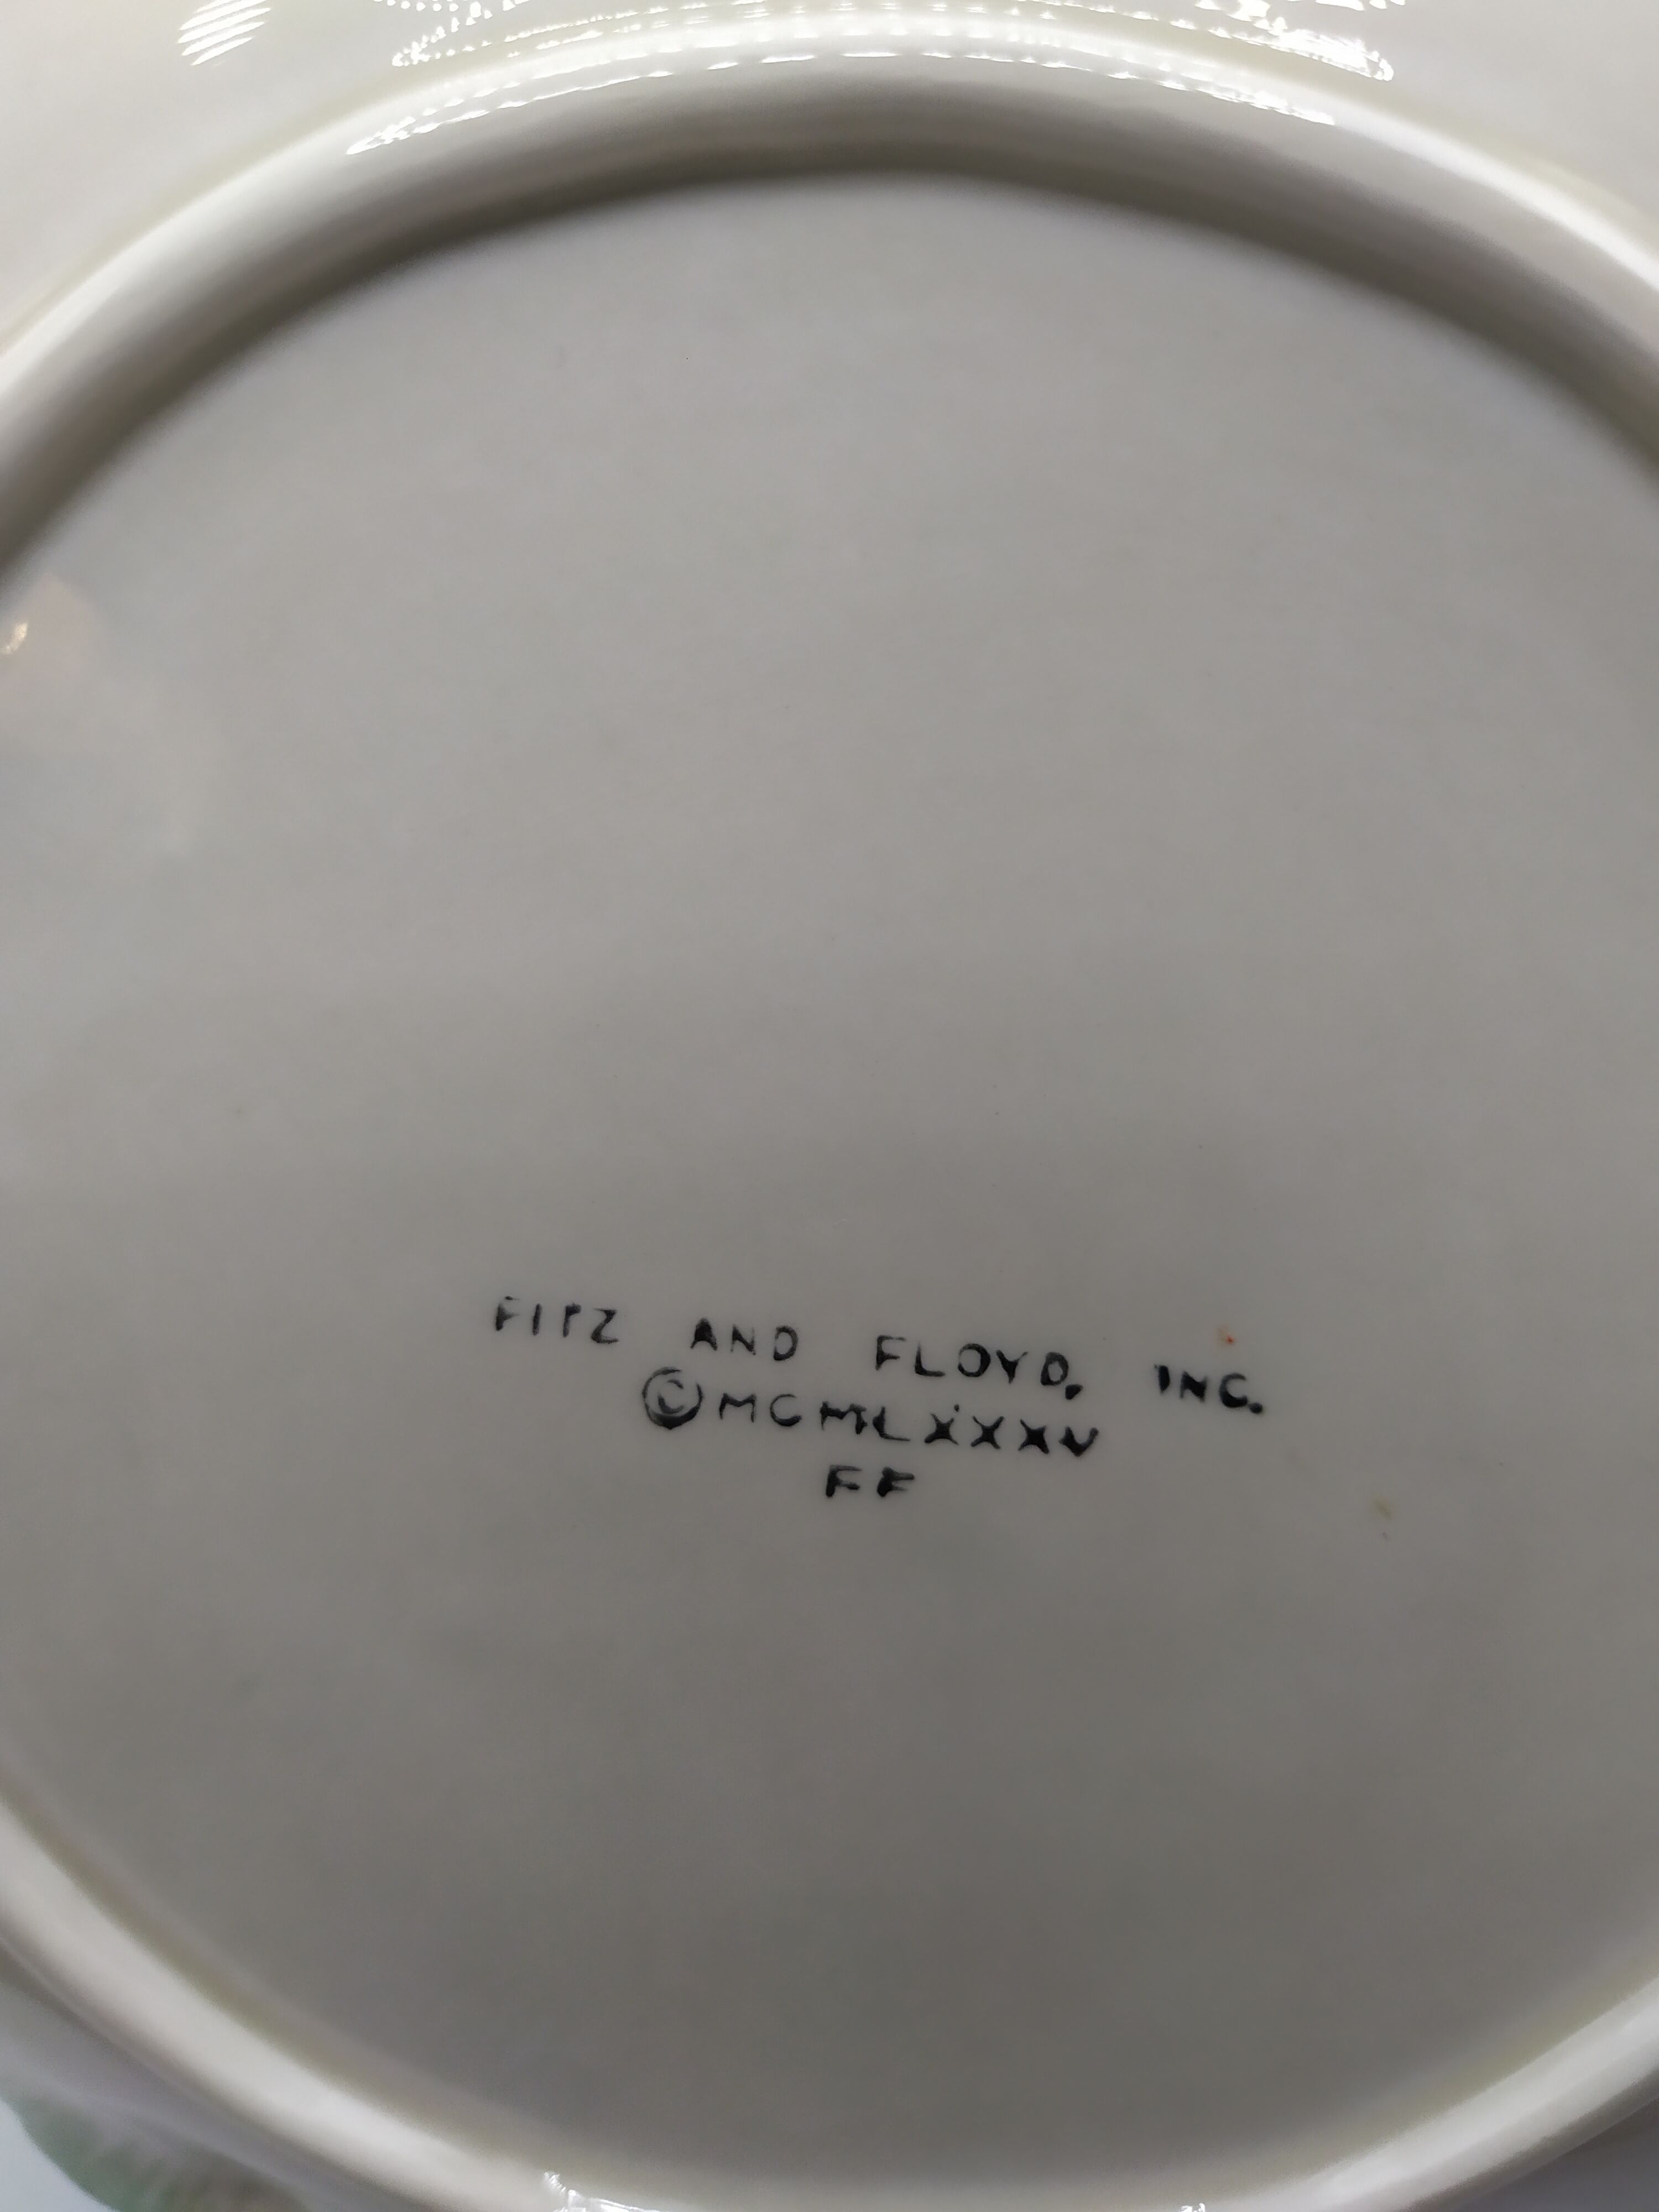 FITZ AND FLOYD, INC.
©MCMLXXXV
FF